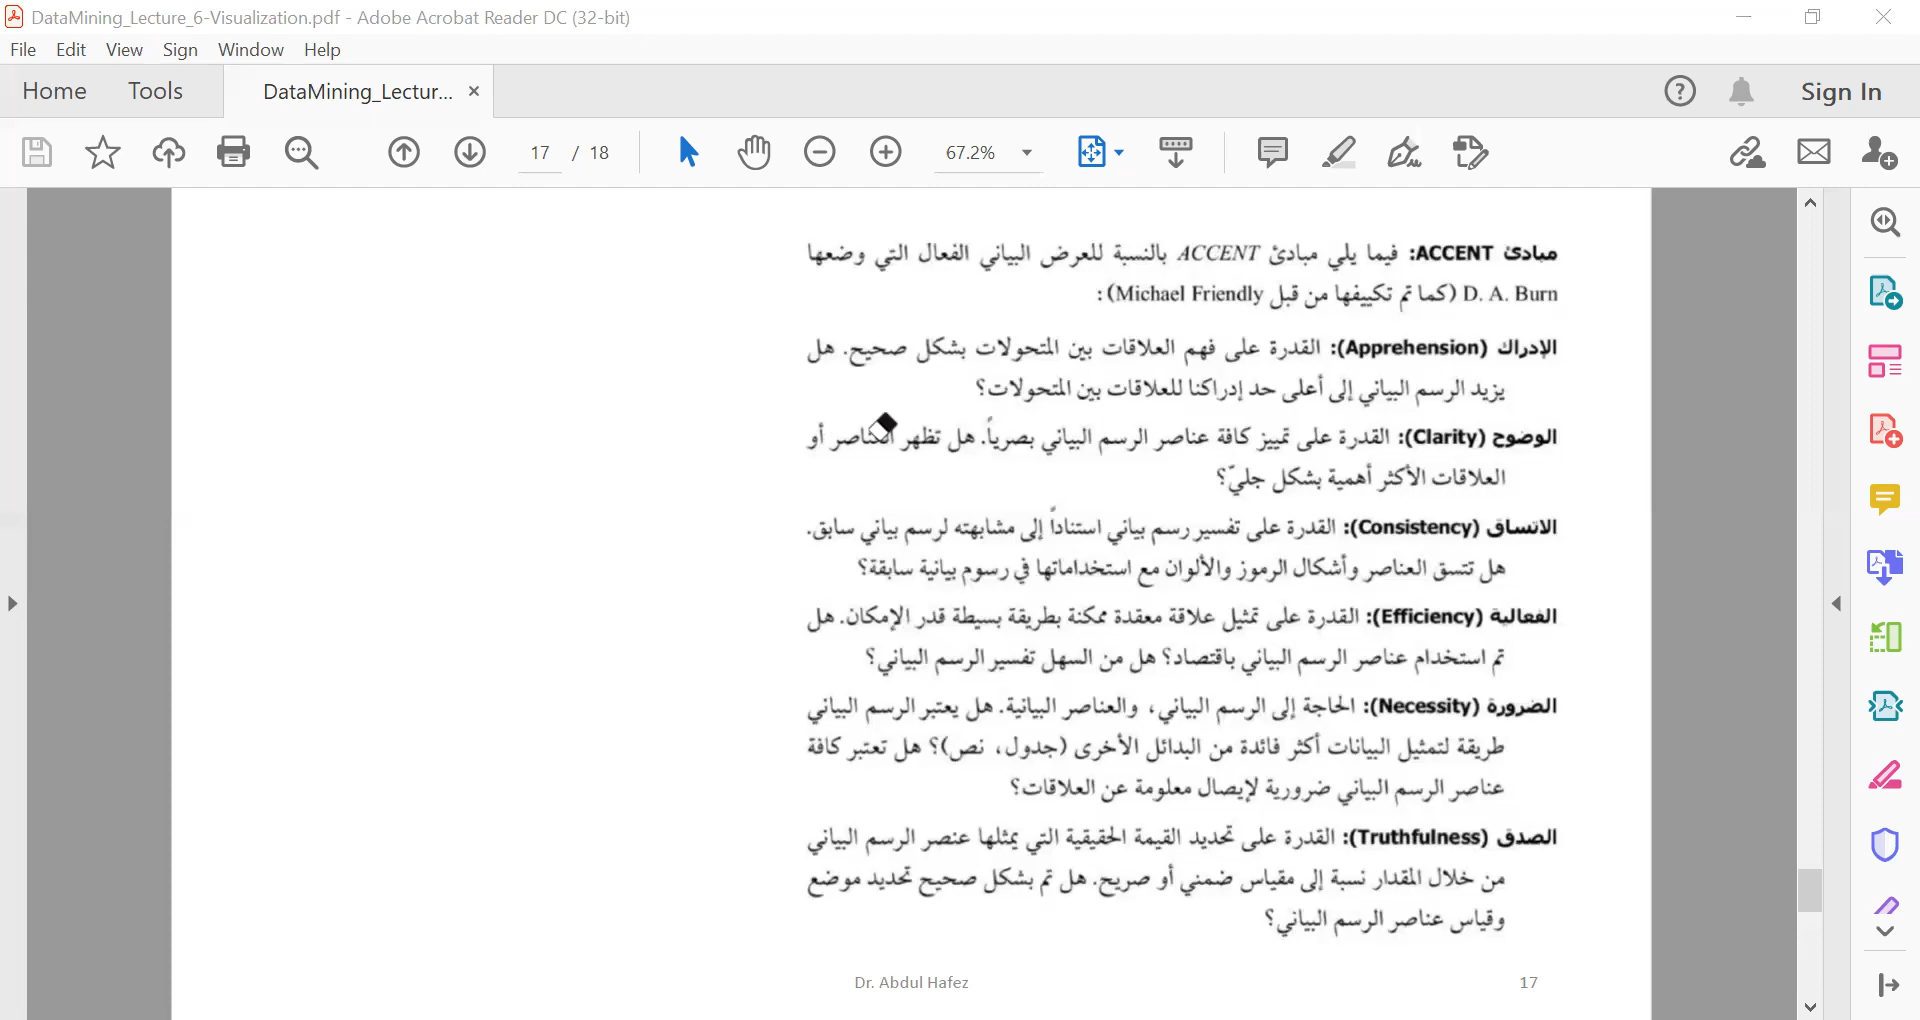 DataMining_Lecture_6-Visualization.pdf - Adobe Acrobat Reader DC (32-bit)
File Edit View Sign Window Help
Home Tools DataMining_Lectur... × Sign In
17 / 18 67.2%
مبادئ ACCENT: فيما يلي مبادئ ACCENT بالنسبة للعرض البياني الفعال التي وضعها
D. A. Burn (كما تم تكييفها من قبل Michael Friendly):
الإدراك (Apprehension): القدرة على فهم العلاقات بين المتحولات بشكل صحيح. هل
يزيد الرسم البياني إلى أعلى حد إدراكنا للعلاقات بين المتحولات؟
الوضوح (Clarity): القدرة على تمييز كافة عناصر الرسم البياني بصرياً. هل تظهر العناصر أو
العلاقات الأكثر أهمية بشكل جليّ؟
الاتساق (Consistency): القدرة على تفسير رسم بياني استناداً إلى مشابهته لرسم بياني سابق.
هل تتسق العناصر وأشكال الرموز والألوان مع استخداماتها في رسوم بيانية سابقة؟
الفعالية (Efficiency): القدرة على تمثيل علاقة معقدة ممكنة بطريقة بسيطة قدر الإمكان. هل
تم استخدام عناصر الرسم البياني باقتصاد؟ هل من السهل تفسير الرسم البياني؟
الضرورة (Necessity): الحاجة إلى الرسم البياني، والعناصر البيانية. هل يعتبر الرسم البياني
طريقة لتمثيل البيانات أكثر فائدة من البدائل الأخرى (جدول، نص)؟ هل تعتبر كافة
عناصر الرسم البياني ضرورية لإيصال معلومة عن العلاقات؟
الصدق (Truthfulness): القدرة على تحديد القيمة الحقيقية التي يمثلها عنصر الرسم البياني
من خلال المقدار نسبة إلى مقياس ضمني أو صريح. هل تم بشكل صحيح تحديد موضع
وقياس عناصر الرسم البياني؟
Dr. Abdul Hafez 17